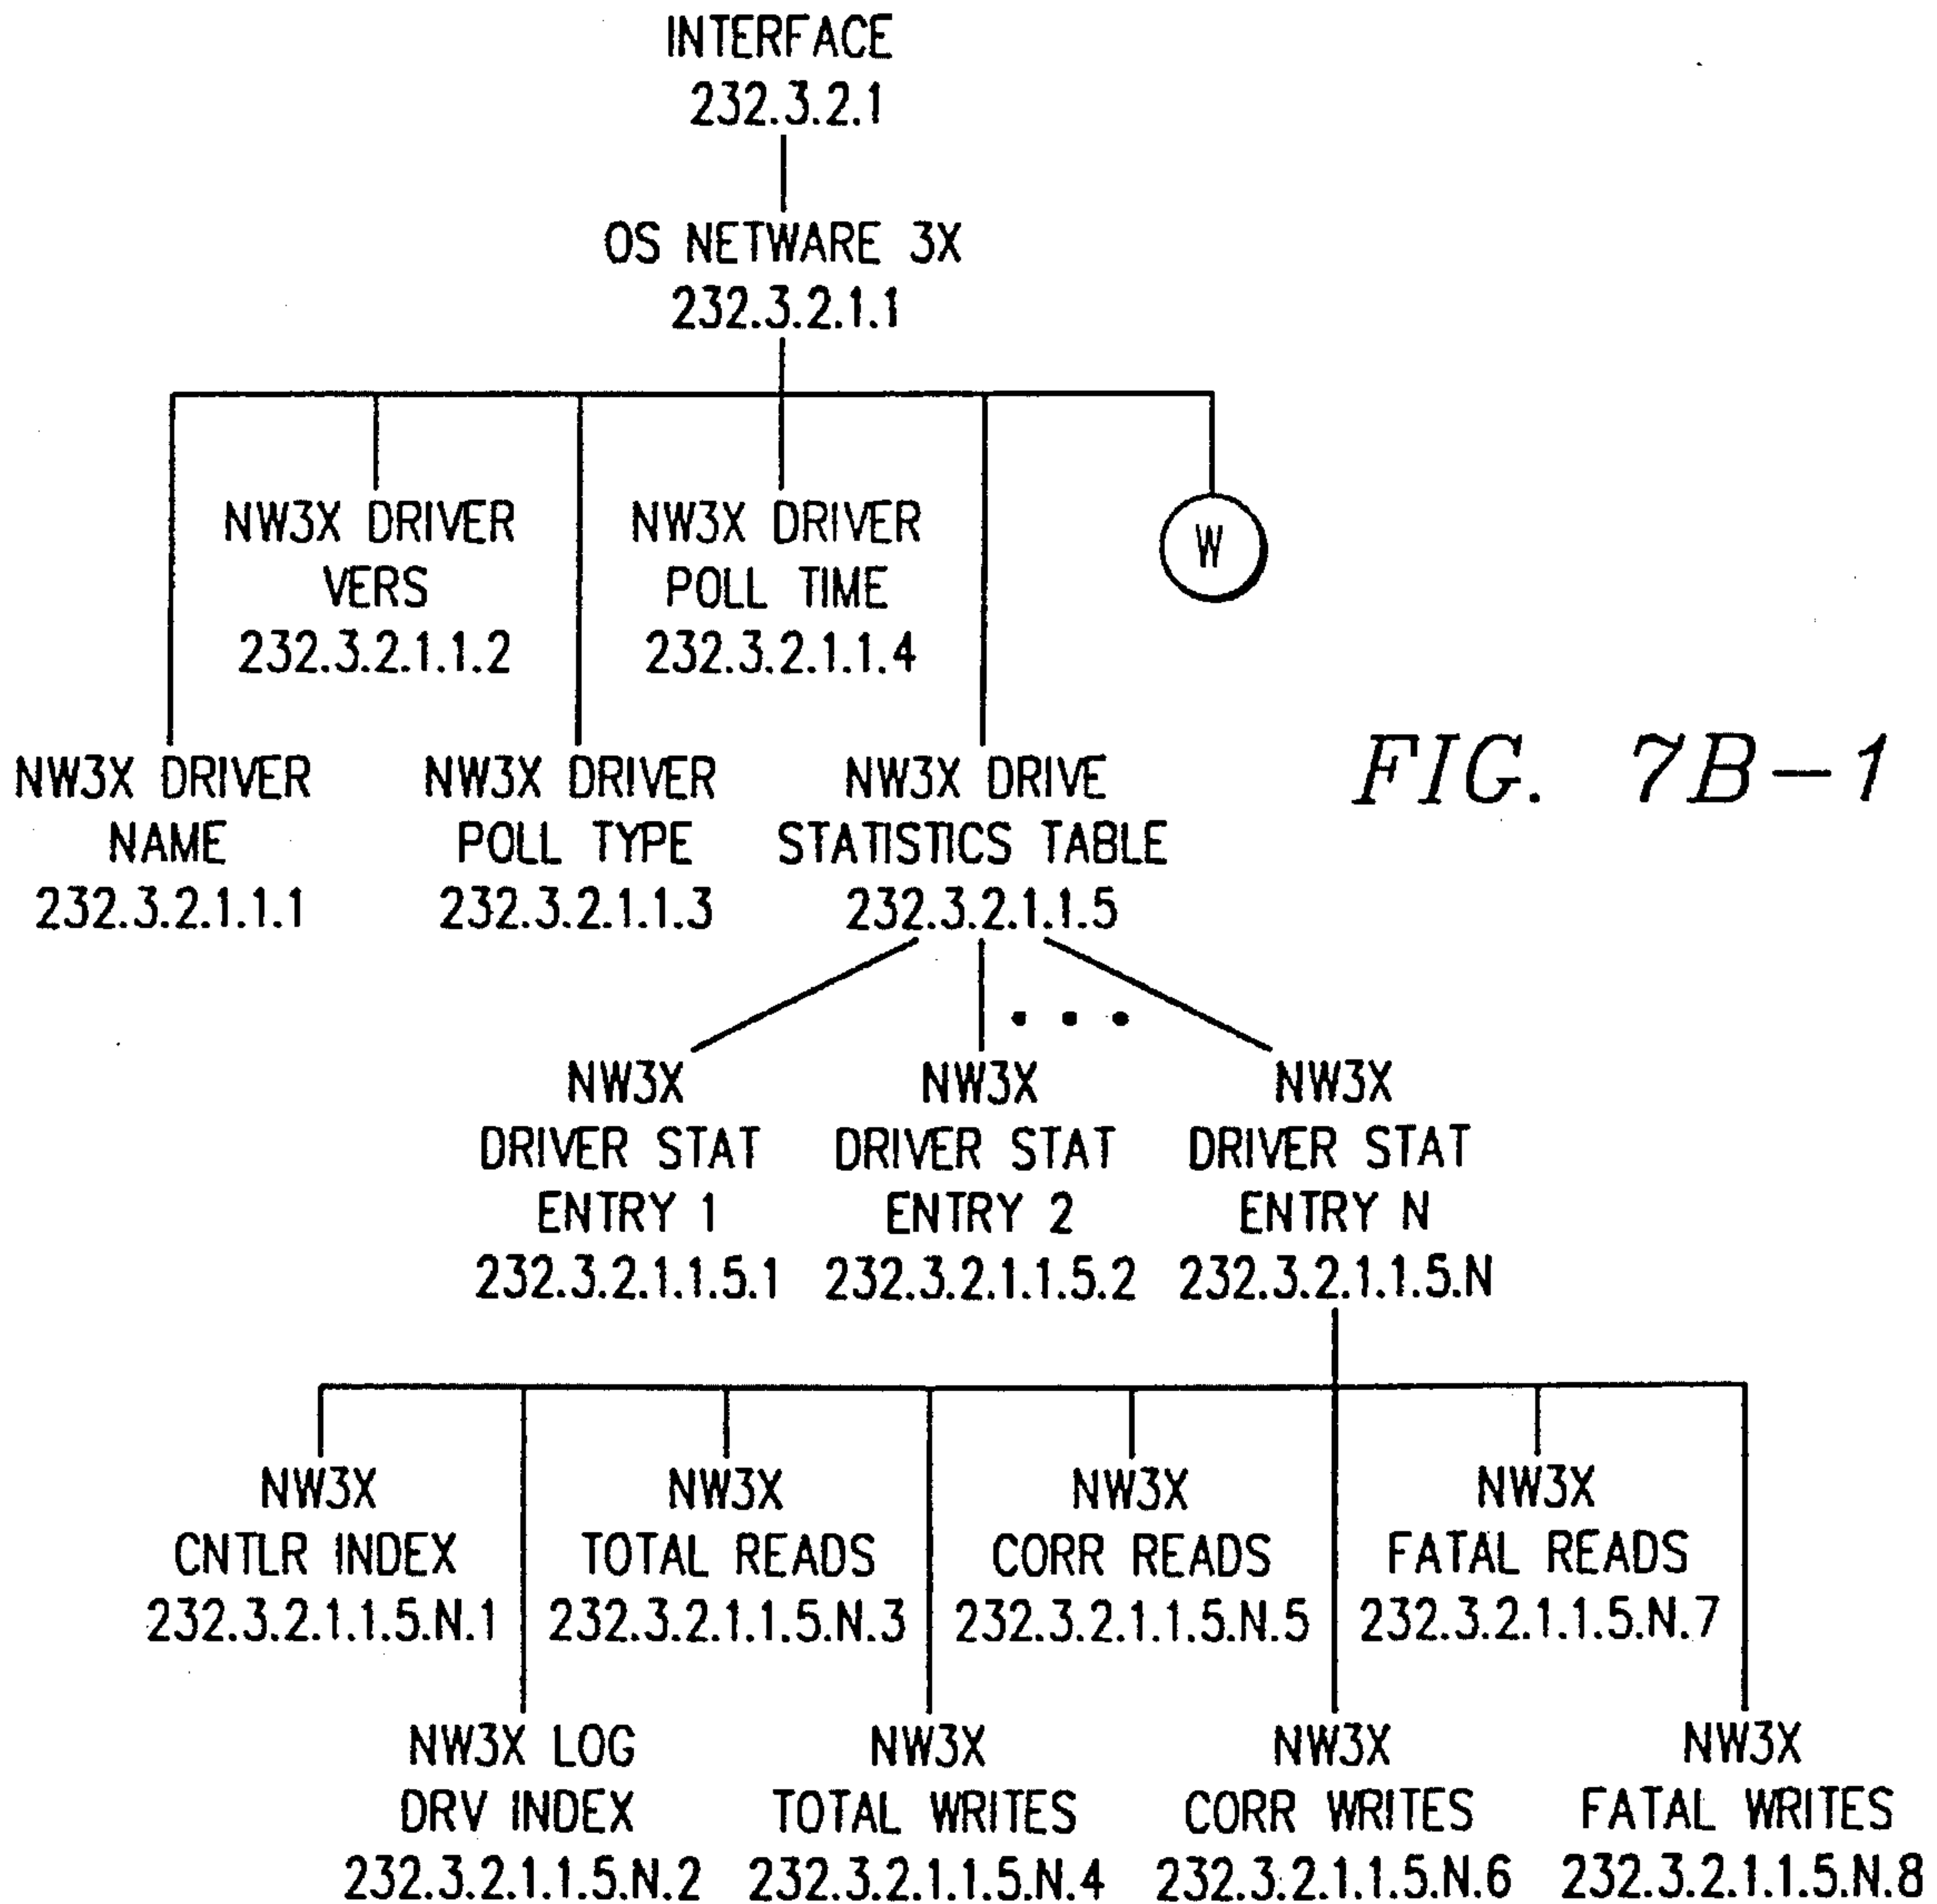 INTERFACE
232.3.2.1
OS NETWARE 3X
232.3.2.1.1
NW3X DRIVER
VERS
232.3.2.1.1.2
NW3X DRIVER
POLL TIME
232.3.2.1.1.4
W
NW3X DRIVER
NAME
232.3.2.1.1.1
NW3X DRIVER
POLL TYPE
232.3.2.1.1.3
NW3X DRIVE
STATISTICS TABLE
232.3.2.1.1.5
FIG. 7B-1
• • •
NW3X
DRIVER STAT
ENTRY 1
232.3.2.1.1.5.1
NW3X
DRIVER STAT
ENTRY 2
232.3.2.1.1.5.2
NW3X
DRIVER STAT
ENTRY N
232.3.2.1.1.5.N
NW3X
CNTLR INDEX
232.3.2.1.1.5.N.1
NW3X
TOTAL READS
232.3.2.1.1.5.N.3
NW3X
CORR READS
232.3.2.1.1.5.N.5
NW3X
FATAL READS
232.3.2.1.1.5.N.7
NW3X LOG
DRV INDEX
232.3.2.1.1.5.N.2
NW3X
TOTAL WRITES
232.3.2.1.1.5.N.4
NW3X
CORR WRITES
232.3.2.1.1.5.N.6
NW3X
FATAL WRITES
232.3.2.1.1.5.N.8